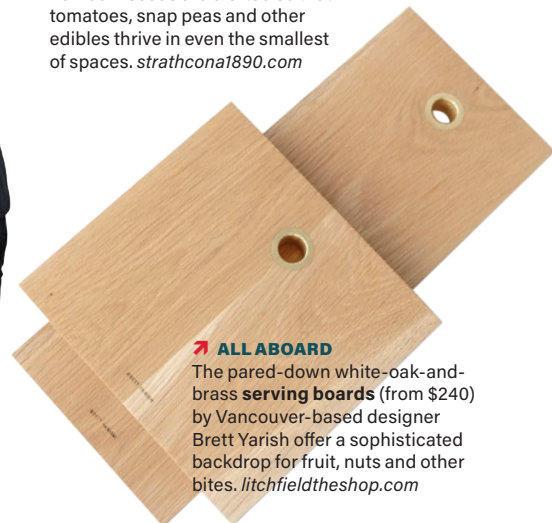 tomatoes, snap peas and other
edibles thrive in even the smallest
of spaces. strathcona1890.com
ALL ABOARD
The pared-down white-oak-and-
brass serving boards (from $240)
by Vancouver-based designer
Brett Yarish offer a sophisticated
backdrop for fruit, nuts and other
bites. litchfieldtheshop.com